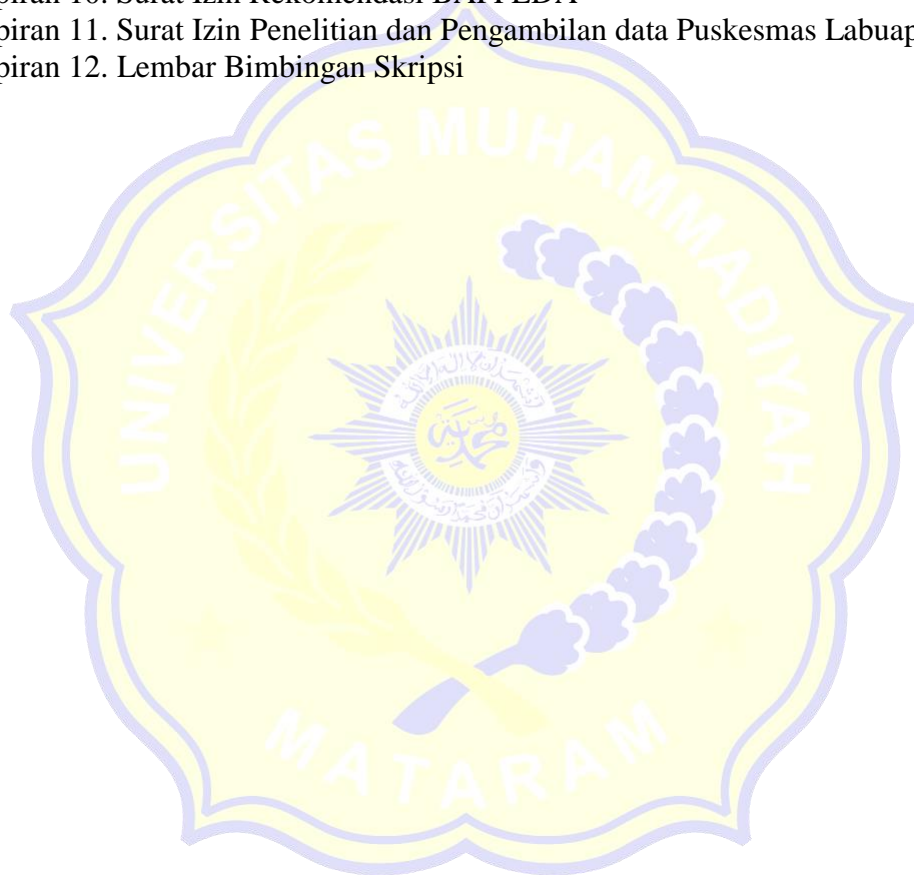 piran 10. Surat Izin Rekomendasi BAPPEDA
piran 11. Surat Izin Penelitian dan Pengambilan data Puskesmas Labuap
piran 12. Lembar Bimbingan Skripsi
UNIVERSITAS MUHAMMADIYAH
محمدية
MATARAM